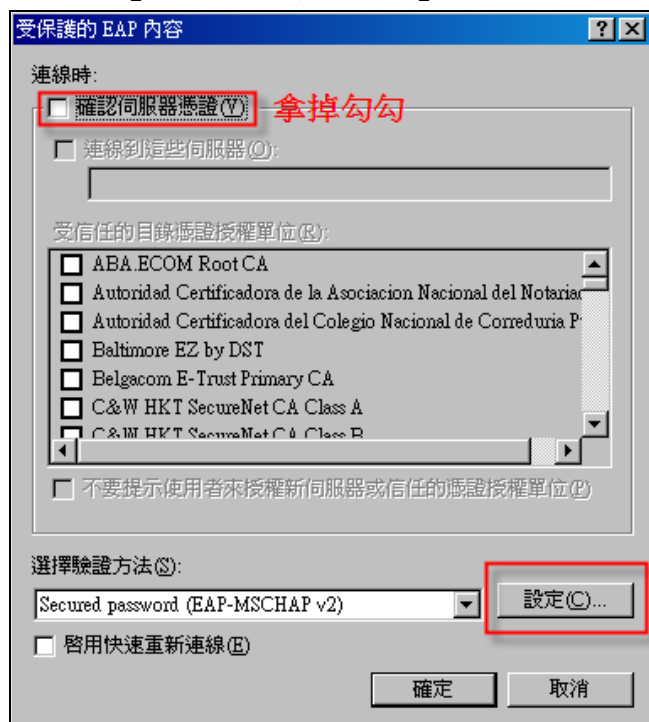 受保護的 EAP 內容
連線時:
確認伺服器憑證(V) 拿掉勾勾
連線到這些伺服器(O):
受信任的目錄憑證授權單位(R):
ABA.ECOM Root CA
Autoridad Certificadora de la Asociacion Nacional del Notariad
Autoridad Certificadora del Colegio Nacional de Correduria P
Baltimore EZ by DST
Belgacom E-Trust Primary CA
C&W HKT SecureNet CA Class A
C&W HKT SecureNet CA Class B
不要提示使用者來授權新伺服器或信任的憑證授權單位(P)
選擇驗證方法(S):
Secured password (EAP-MSCHAP v2) 設定(C)...
啓用快速重新連線(E)
確定 取消